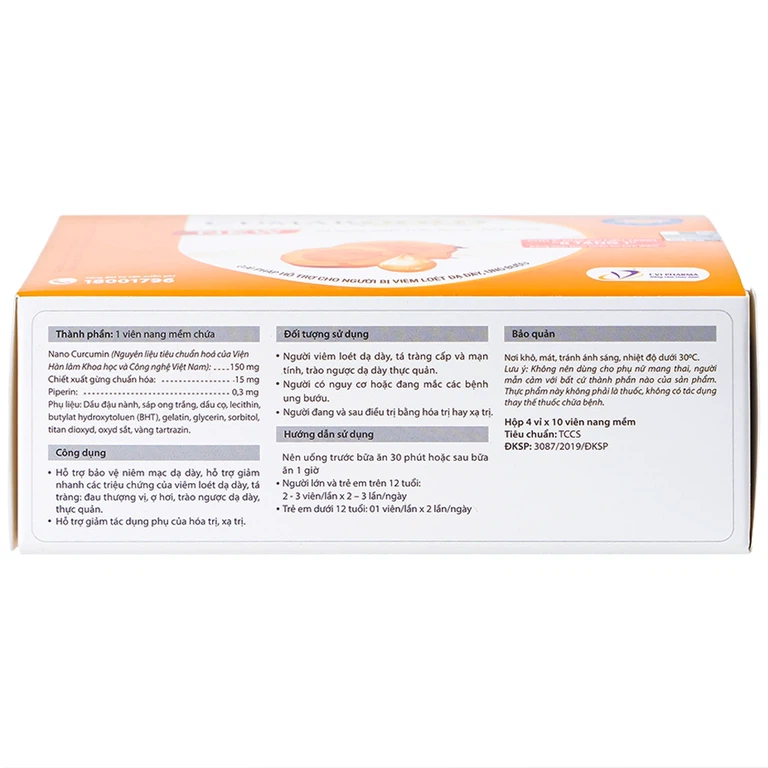 GIẢI PHÁP HỖ TRỢ CHO NGƯỜI BỊ VIÊM LOÉT DẠ DÀY, UNG BƯỚU
18001796
PHARMA
Thành phần: 1 viên nang mềm chứa
Nano Curcumin (Nguyên liệu tiêu chuẩn hoá của Viện
Hàn lâm Khoa học và Công nghệ Việt Nam): .... 150 mg
Chiết xuất gừng chuẩn hóa: ........................ 15 mg
Piperin: ................................................ 0,3 mg
Phụ liệu: Dầu đậu nành, sáp ong trắng, dầu cọ, lecithin,
butylat hydroxytoluen (BHT), gelatin, glycerin, sorbitol,
titan dioxyd, oxyd sắt, vàng tartrazin.
Công dụng
• Hỗ trợ bảo vệ niêm mạc dạ dày, hỗ trợ giảm
nhanh các triệu chứng của viêm loét dạ dày, tá
tràng: đau thượng vị, ợ hơi, trào ngược dạ dày,
thực quản.
• Hỗ trợ giảm tác dụng phụ của hóa trị, xạ trị.
Đối tượng sử dụng
• Người viêm loét dạ dày, tá tràng cấp và mạn
tính, trào ngược dạ dày thực quản.
• Người có nguy cơ hoặc đang mắc các bệnh
ung bướu.
• Người đang và sau điều trị bằng hóa trị hay xạ trị.
Hướng dẫn sử dụng
Nên uống trước bữa ăn 30 phút hoặc sau bữa
ăn 1 giờ
• Người lớn và trẻ em trên 12 tuổi:
2 - 3 viên/lần x 2 – 3 lần/ngày
• Trẻ em dưới 12 tuổi: 01 viên/lần x 2 lần/ngày
Bảo quản
Nơi khô, mát, tránh ánh sáng, nhiệt độ dưới 30ºC.
Lưu ý: Không nên dùng cho phụ nữ mang thai, người
mẫn cảm với bất cứ thành phần nào của sản phẩm.
Thực phẩm này không phải là thuốc, không có tác dụng
thay thế thuốc chữa bệnh.
Hộp 4 vỉ x 10 viên nang mềm
Tiêu chuẩn: TCCS
ĐKSP: 3087/2019/ĐKSP